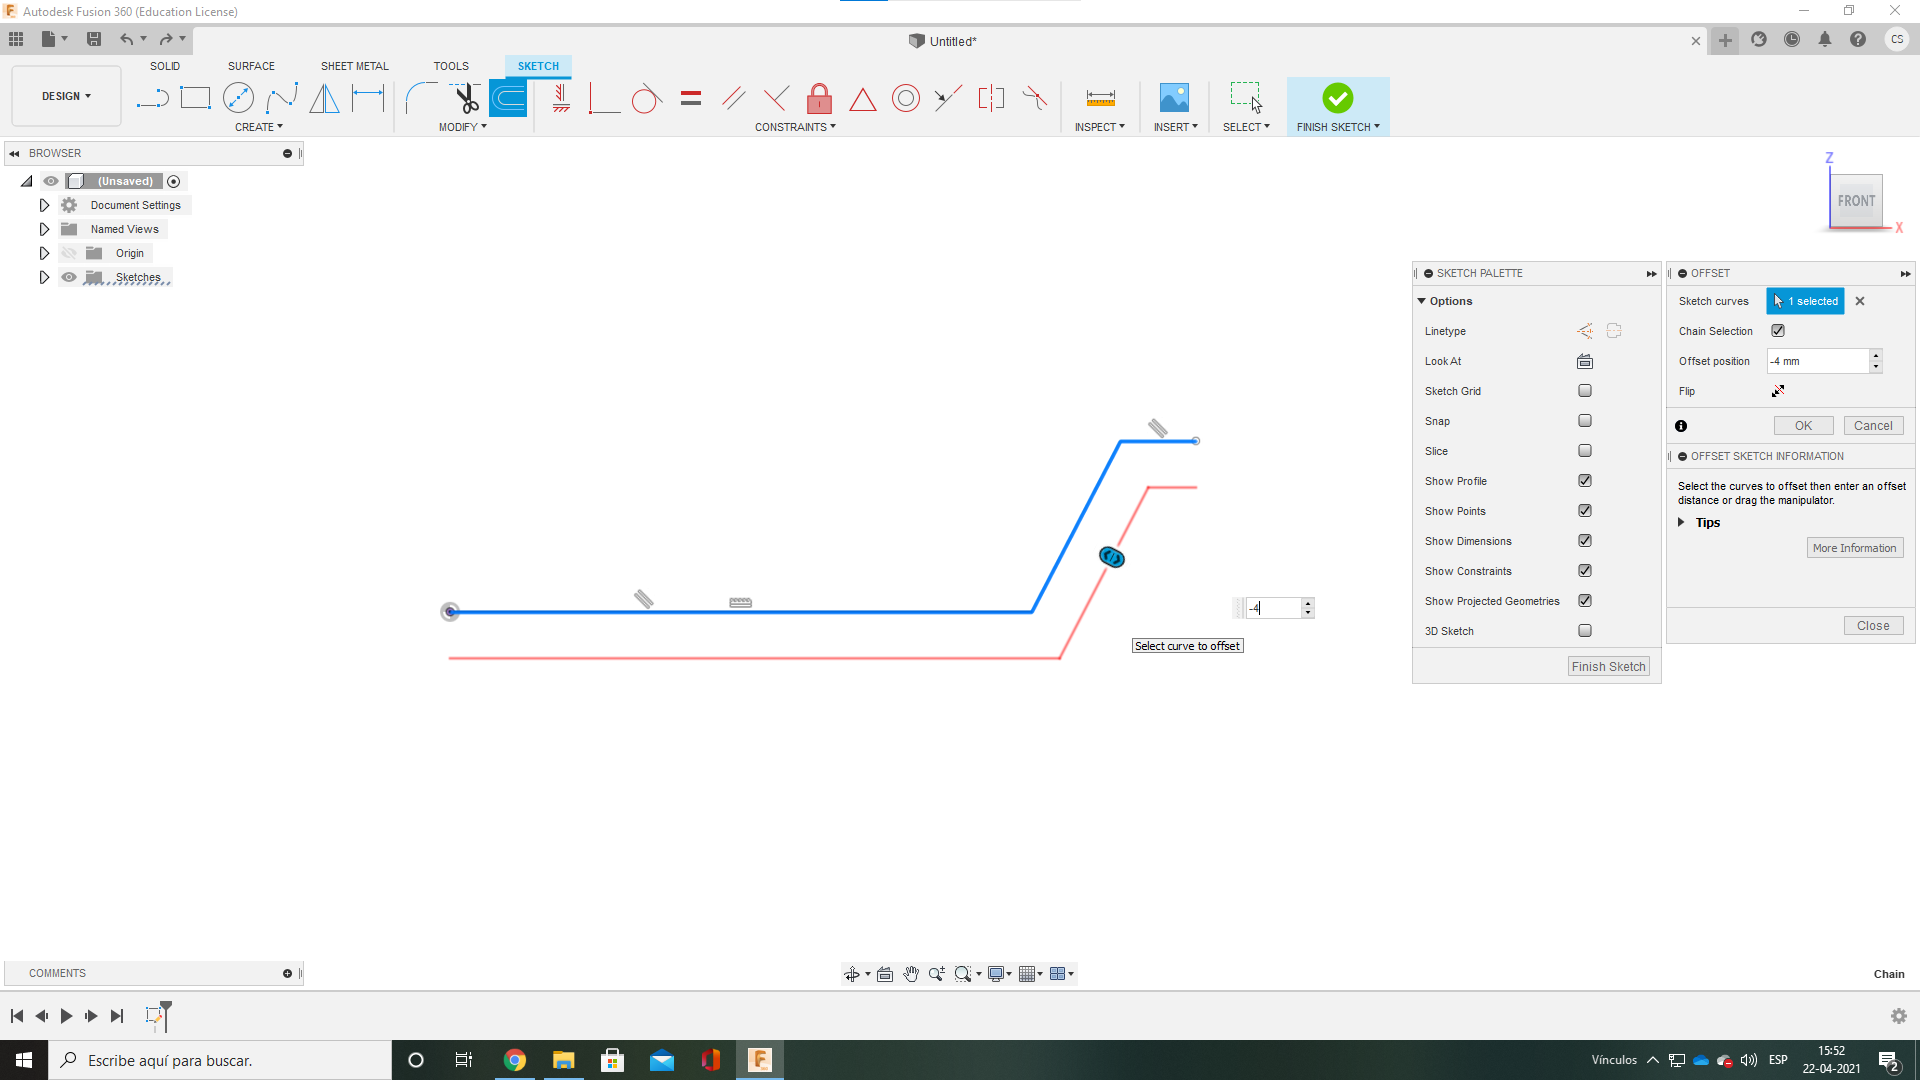 Autodesk Fusion 360 (Education License)
Untitled*
CS
DESIGN
SOLID
SURFACE
SHEET METAL
TOOLS
SKETCH
CREATE
MODIFY
CONSTRAINTS
INSPECT
INSERT
SELECT
FINISH SKETCH
BROWSER
(Unsaved)
Document Settings
Named Views
Origin
Sketches
Z
FRONT
X
SKETCH PALETTE
Options
Linetype
Look At
Sketch Grid
Snap
Slice
Show Profile
Show Points
Show Dimensions
Show Constraints
Show Projected Geometries
3D Sketch
Finish Sketch
OFFSET
Sketch curves
1 selected
Chain Selection
Offset position
-4 mm
Flip
OK
Cancel
OFFSET SKETCH INFORMATION
Select the curves to offset then enter an offset
distance or drag the manipulator.
Tips
More Information
Close
-4
Select curve to offset
COMMENTS
Chain
Escribe aquí para buscar.
Vínculos
ESP
15:52
22-04-2021
2